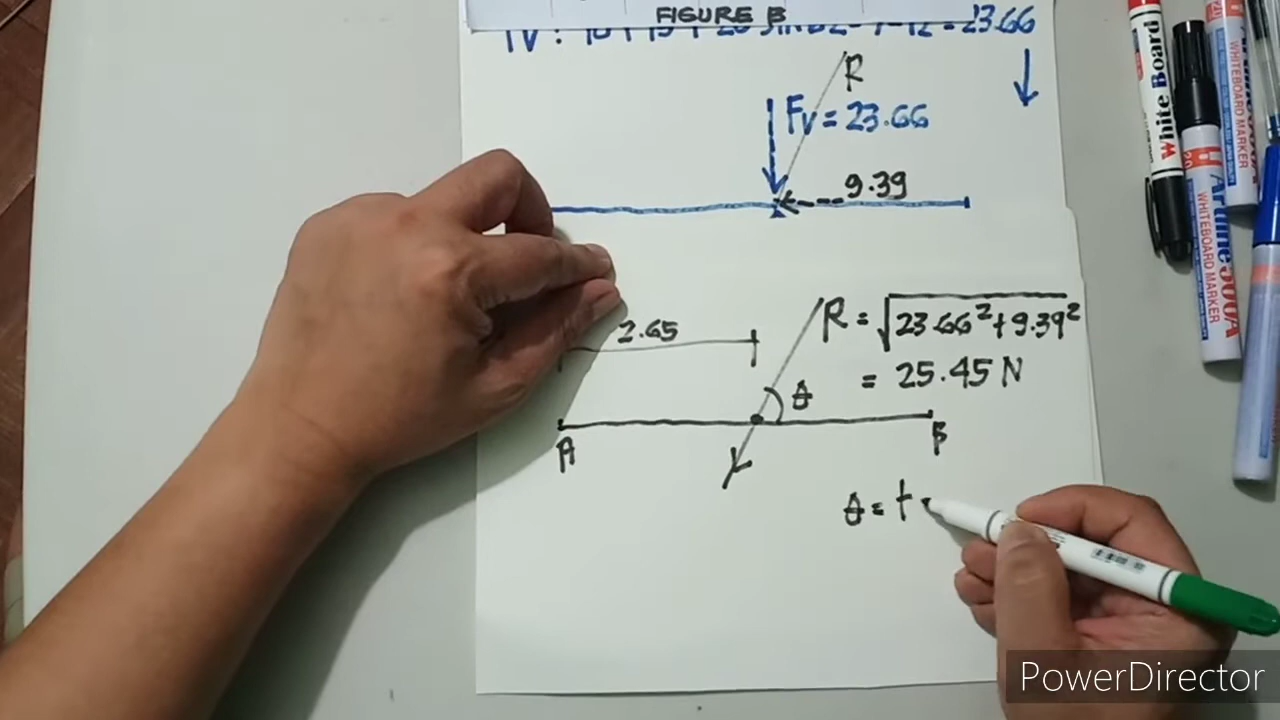 FIGURE B
= 23.66
R
Fv = 23.66
9.39
2.65
R = √23.66² + 9.39²
= 25.45 N
θ
A
B
θ = t
White Board
Artline 500A
WHITEBOARD MARKER
WHITEBOARD MARKER
PowerDirector